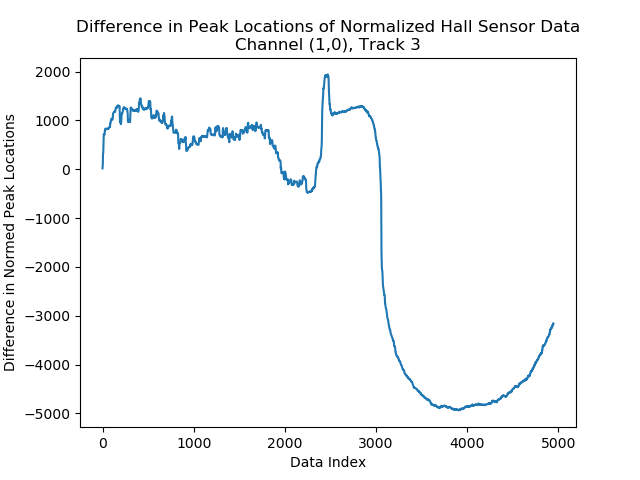 Difference in Peak Locations of Normalized Hall Sensor Data
Channel (1,0), Track 3
Difference in Normed Peak Locations
2000
1000
0
−1000
−2000
−3000
−4000
−5000
0 1000 2000 3000 4000 5000
Data Index